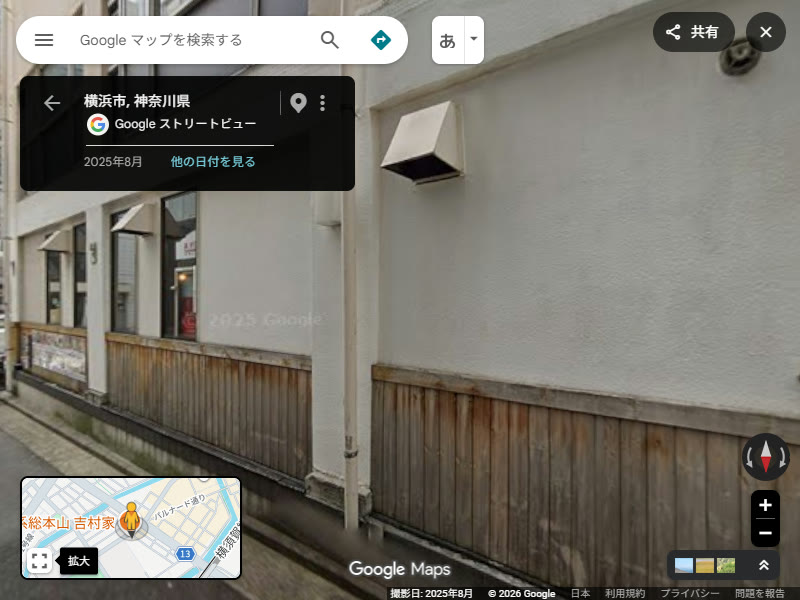 Google マップを検索する
あ
共有
横浜市, 神奈川県
Google ストリートビュー
2025年8月
他の日付を見る
© 2025 Google
系総本山 吉村家
パルナード通り
13
横須賀
拡大
Google Maps
撮影日: 2025年8月
© 2026 Google
日本
利用規約
プライバシー
問題を報告